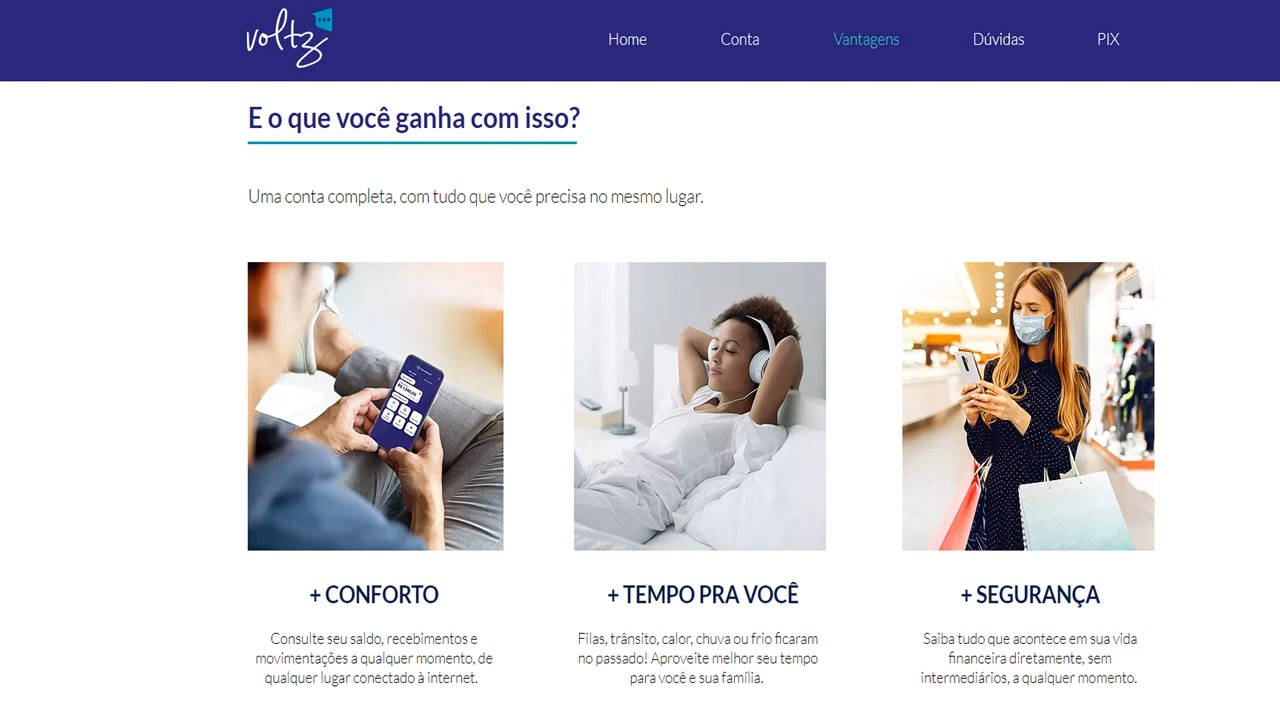 voltz
Home
Conta
Vantagens
Dúvidas
PIX
E o que você ganha com isso?
Uma conta completa, com tudo que você precisa no mesmo lugar.
+ CONFORTO
Consulte seu saldo, recebimentos e
movimentações a qualquer momento, de
qualquer lugar conectado à internet.
+ TEMPO PRA VOCÊ
Filas, trânsito, calor, chuva ou frio ficaram
no passado! Aproveite melhor seu tempo
para você e sua família.
+ SEGURANÇA
Saiba tudo que acontece em sua vida
financeira diretamente, sem
intermediários, a qualquer momento.